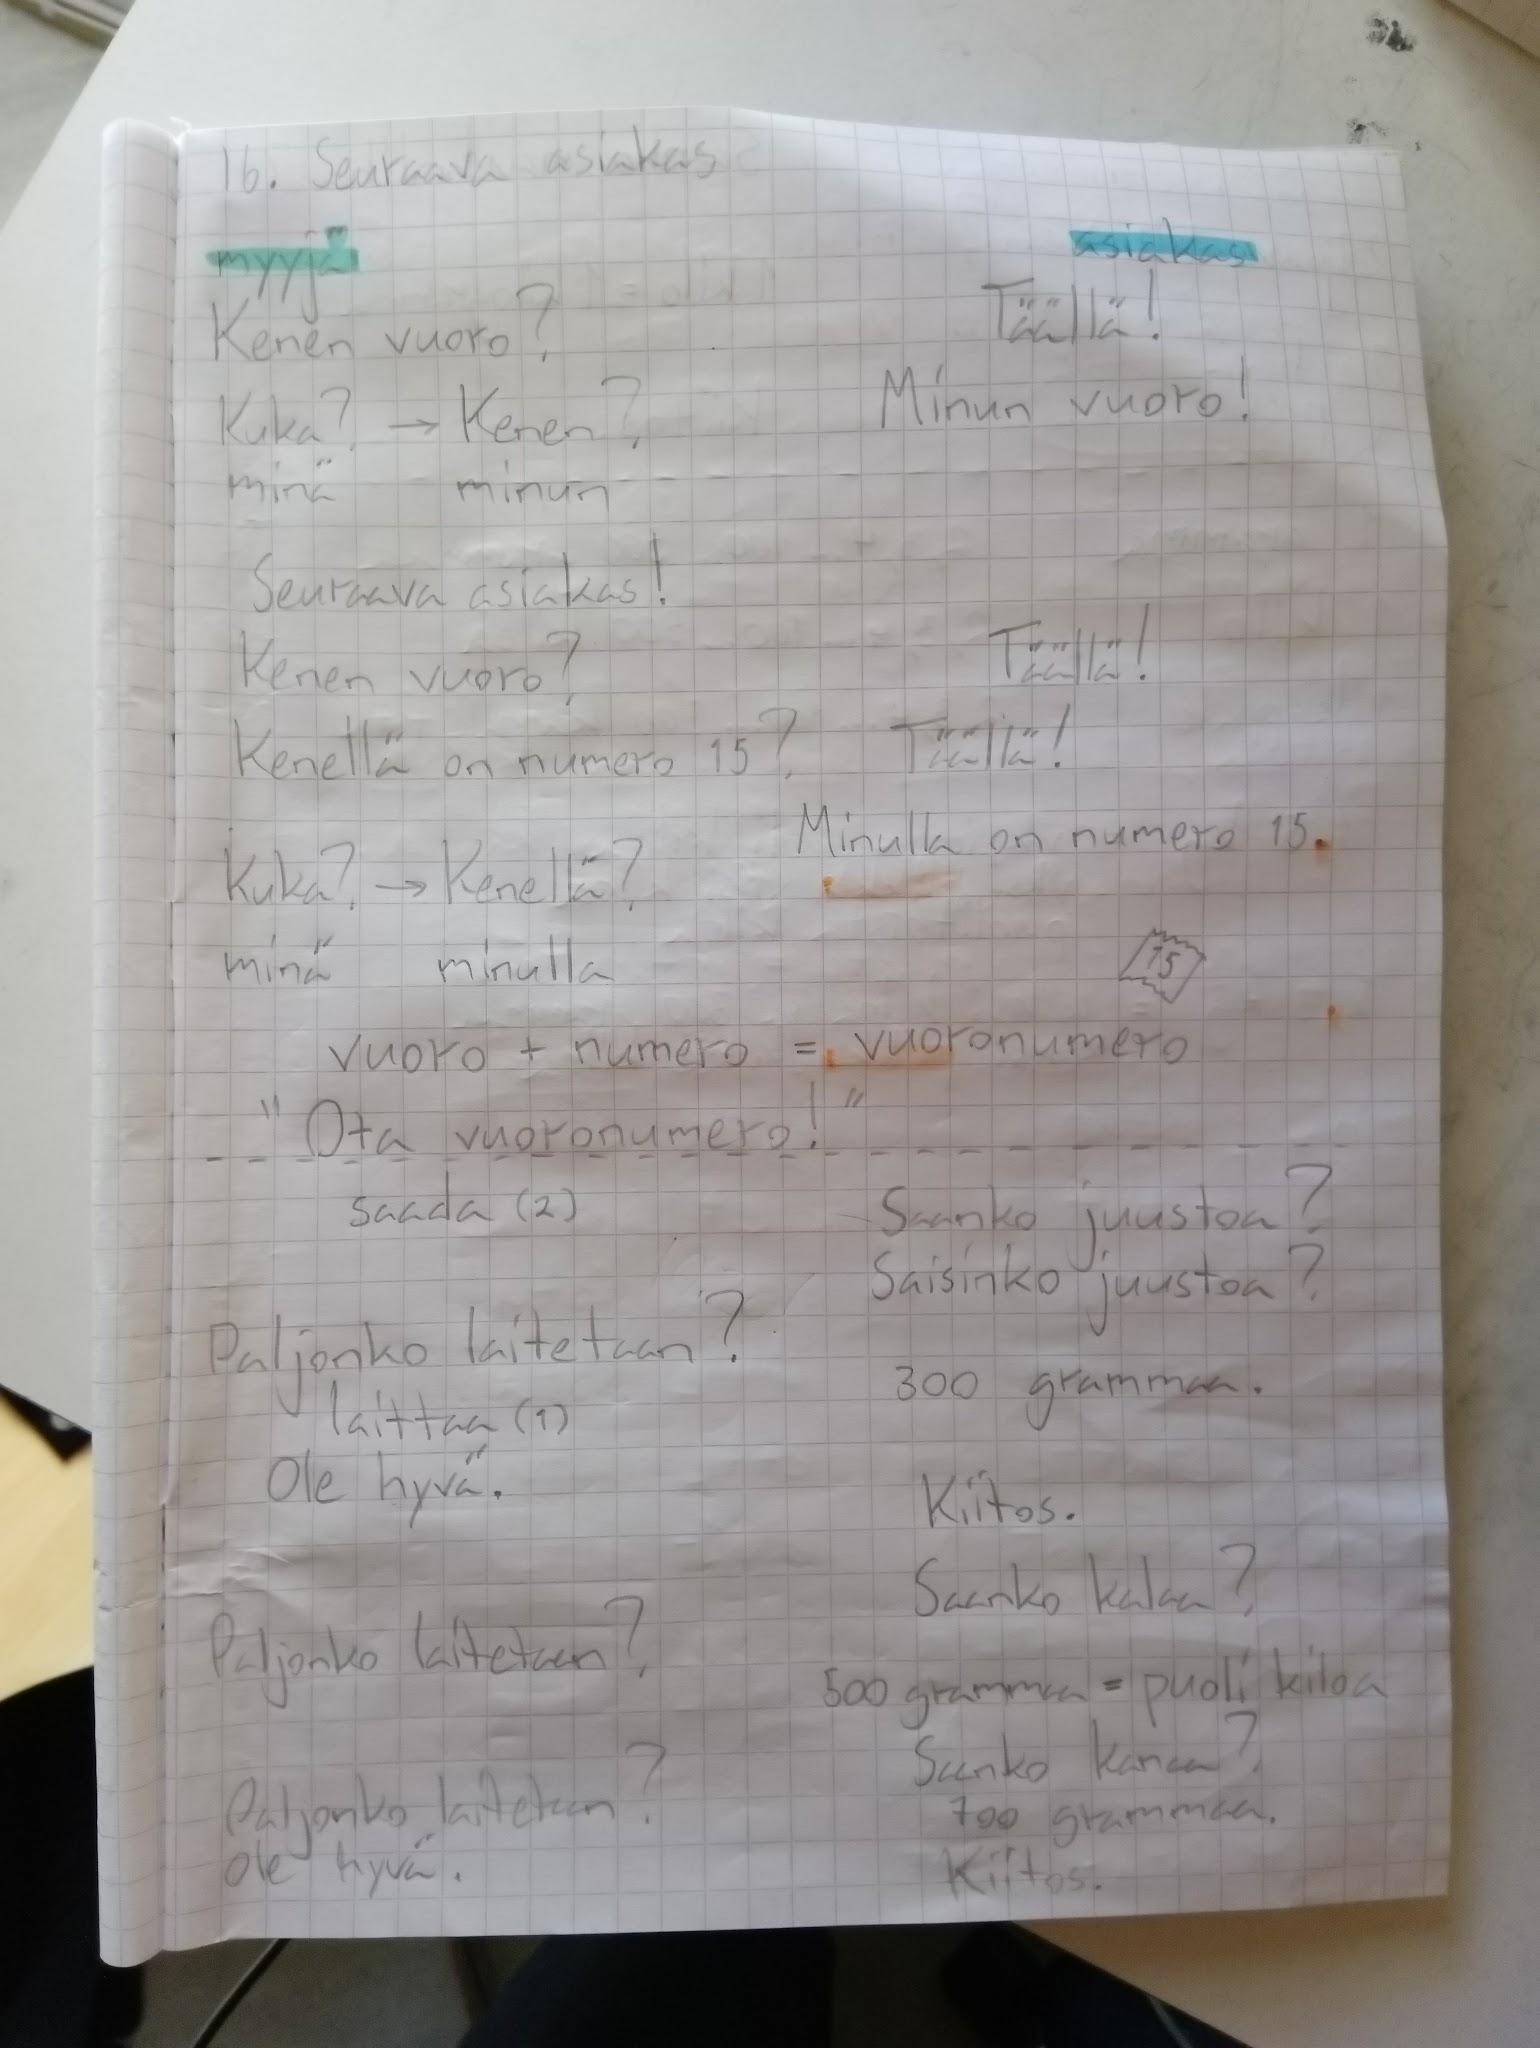 16. Seuraava asiakas
myyjä asiakas
Kenen vuoro? Täällä!
Kuka? → Kenen? Minun vuoro!
minä minun
Seuraava asiakas!
Kenen vuoro? Täällä!
Kenellä on numero 15? Täällä!
Minulla on numero 15.
Kuka? → Kenellä?
minä minulla
15
vuoro + numero = vuoronumero
"Ota vuoronumero!"
saada (2) Saanko juustoa?
Saisinko juustoa?
Paljonko laitetaan?
300 grammaa.
laittaa (1)
Ole hyvä.
Kiitos.
Saanko kalaa?
Paljonko laitetaan?
500 grammaa = puoli kiloa
Saanko kanaa?
Paljonko laitetaan? 700 grammaa.
Ole hyvä. Kiitos.